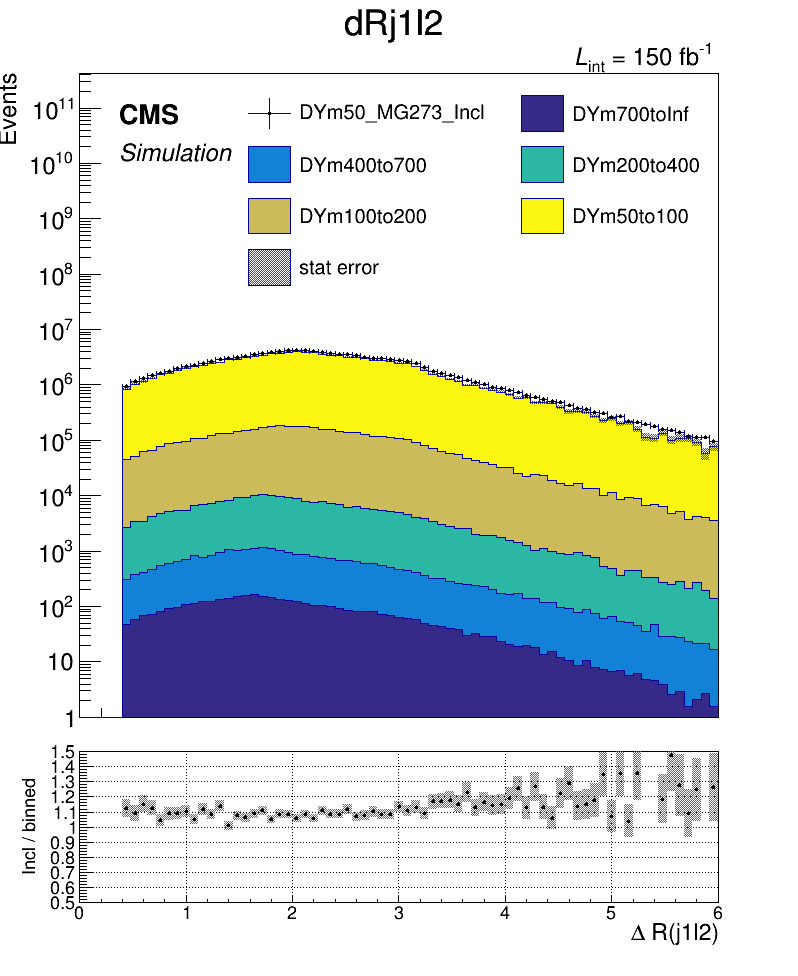 dRj1l2
L_int = 150 fb^-1
Events
CMS
Simulation
DYm50_MG273_Incl
DYm700toInf
DYm400to700
DYm200to400
DYm100to200
DYm50to100
stat error
10^11
10^10
10^9
10^8
10^7
10^6
10^5
10^4
10^3
10^2
10
1
Incl / binned
1.5
1.4
1.3
1.2
1.1
1
0.9
0.8
0.7
0.6
0.5
0 1 2 3 4 5 6
Δ R(j1l2)